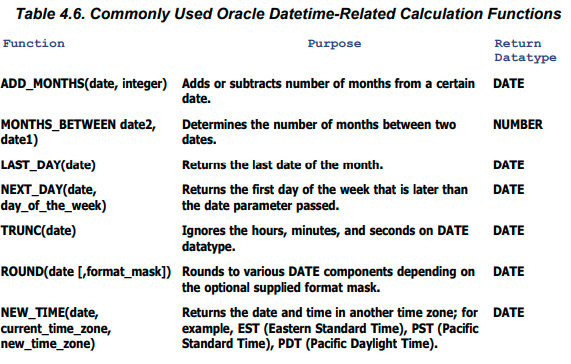 Table 4.6. Commonly Used Oracle Datetime-Related Calculation Functions
Function Purpose Return
Datatype
ADD_MONTHS(date, integer) Adds or subtracts number of months from a certain DATE
date.
MONTHS_BETWEEN date2, Determines the number of months between two NUMBER
date1) dates.
LAST_DAY(date) Returns the last date of the month. DATE
NEXT_DAY(date, Returns the first day of the week that is later than DATE
day_of_the_week) the date parameter passed.
TRUNC(date) Ignores the hours, minutes, and seconds on DATE DATE
datatype.
ROUND(date [,format_mask]) Rounds to various DATE components depending on DATE
the optional supplied format mask.
NEW_TIME(date, Returns the date and time in another time zone; for DATE
current_time_zone, example, EST (Eastern Standard Time), PST (Pacific
new_time_zone) Standard Time), PDT (Pacific Daylight Time).